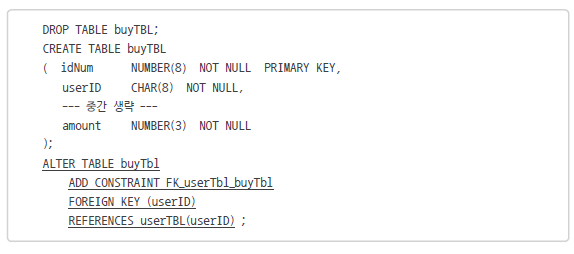 DROP TABLE buyTBL;
CREATE TABLE buyTBL
( idNum NUMBER(8) NOT NULL PRIMARY KEY,
userID CHAR(8) NOT NULL,
--- 중간 생략 ---
amount NUMBER(3) NOT NULL
);
ALTER TABLE buyTbl
ADD CONSTRAINT FK_userTbl_buyTbl
FOREIGN KEY (userID)
REFERENCES userTBL(userID) ;